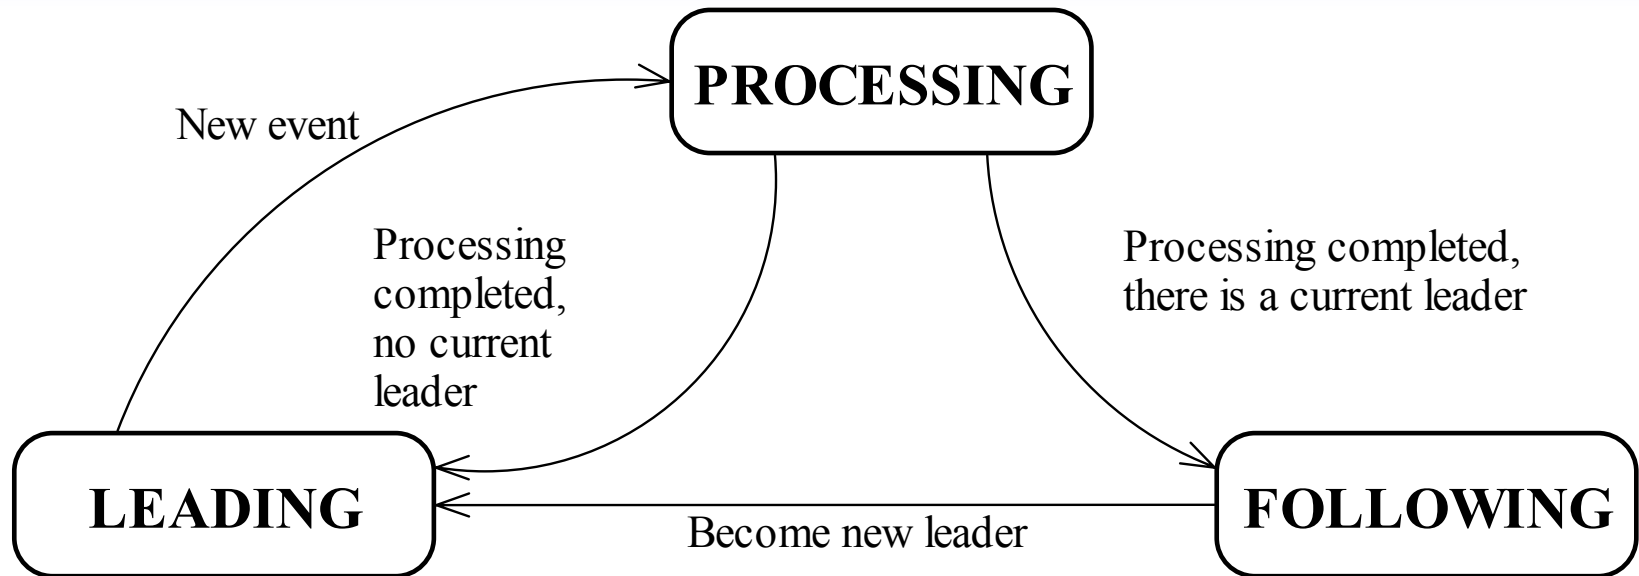 PROCESSING
New event
Processing
completed,
no current
leader
Processing completed,
there is a current leader
LEADING
FOLLOWING
Become new leader